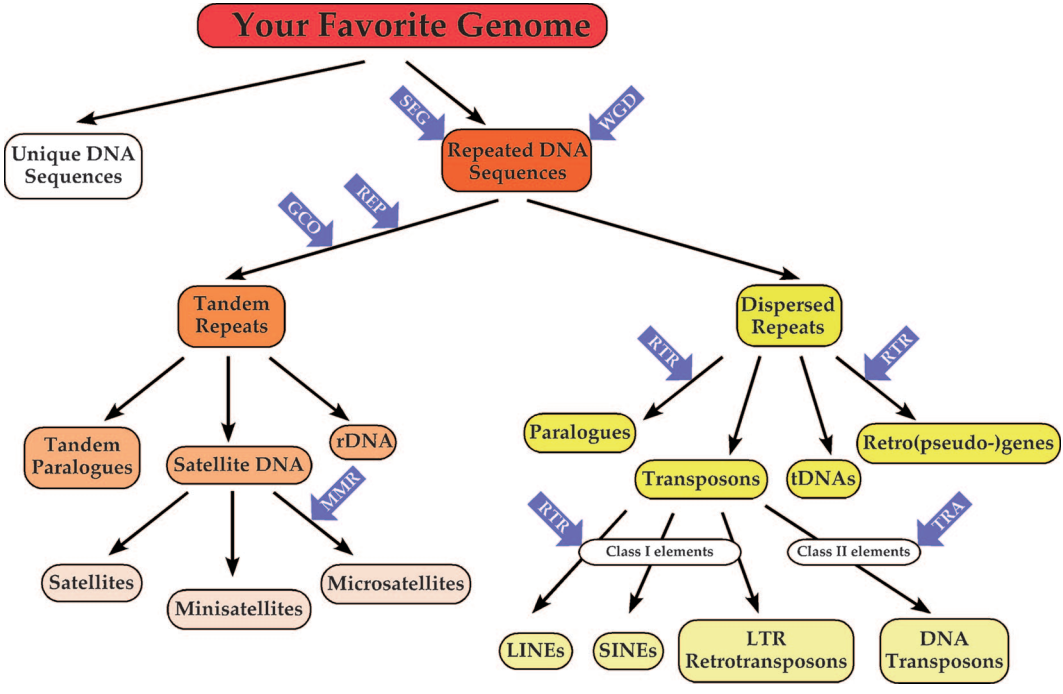 Your Favorite Genome
SEG
WGD
Unique DNA
Sequences
Repeated DNA
Sequences
GCO
REP
Tandem
Repeats
Dispersed
Repeats
RTR
RTR
Tandem
Paralogues
rDNA
Satellite DNA
Paralogues
Retro(pseudo-)genes
Transposons
tDNAs
MMR
RTR
TRA
Class I elements
Class II elements
Satellites
Minisatellites
Microsatellites
LINEs
SINEs
LTR
Retrotransposons
DNA
Transposons